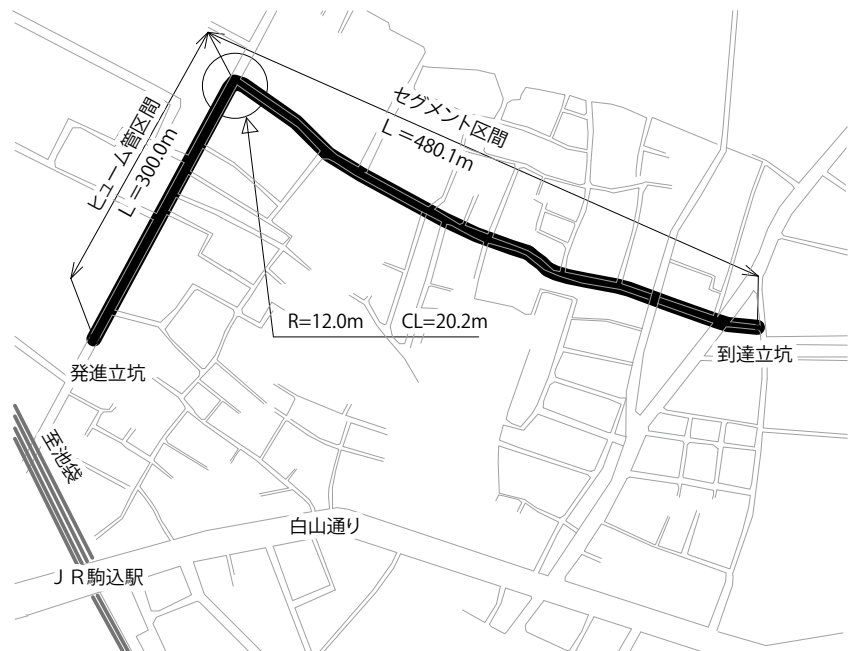 ヒューム管区間
L=300.0m
セグメント区間
L=480.1m
R=12.0m CL=20.2m
発進立坑
到達立坑
至池袋
白山通り
JR駒込駅